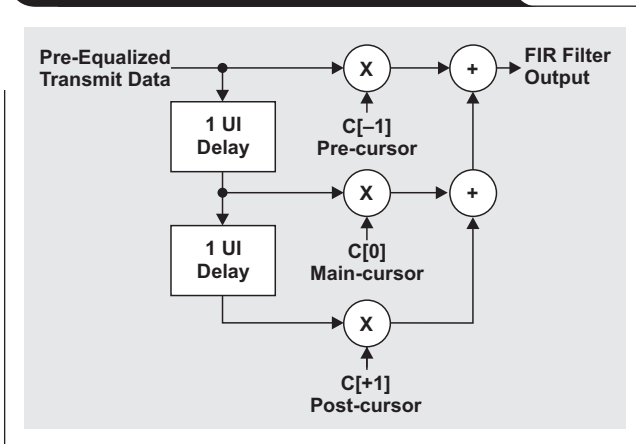 Pre-Equalized
Transmit Data
X
+
FIR Filter
Output
1 UI
Delay
C[–1]
Pre-cursor
X
+
1 UI
Delay
C[0]
Main-cursor
X
C[+1]
Post-cursor